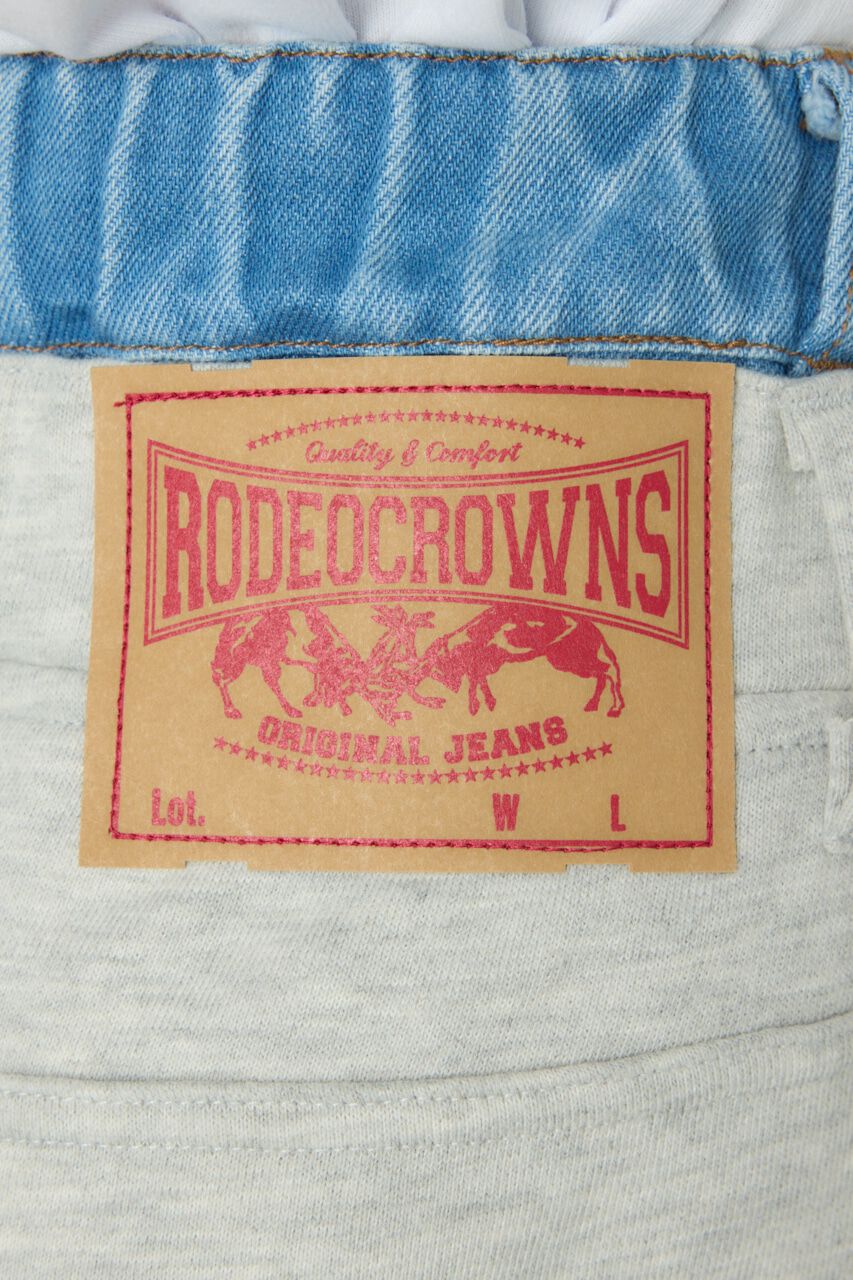 Quality & Comfort
RODEOCROWNS
ORIGINAL JEANS
Lot. W L